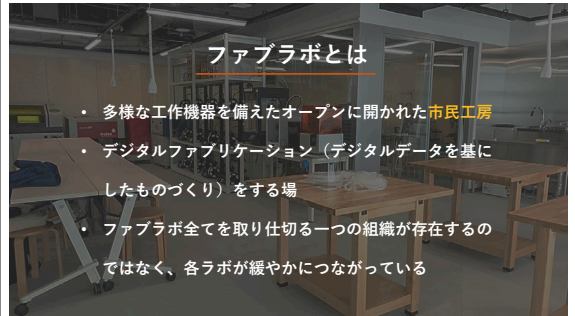 ファブラボとは
• 多様な工作機器を備えたオープンに開かれた市民工房
• デジタルファブリケーション（デジタルデータを基に
したものづくり）をする場
• ファブラボ全てを取り仕切る一つの組織が存在するの
ではなく、各ラボが緩やかにつながっている